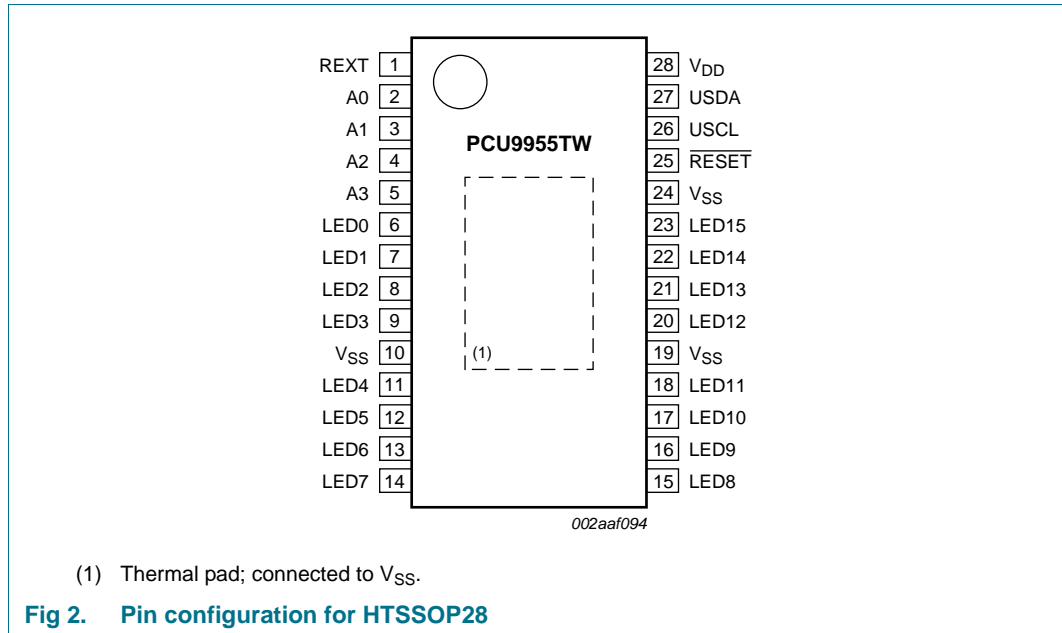 REXT 1 28 VDD
A0 2 27 USDA
A1 3 26 USCL
PCU9955TW
A2 4 25 RESET
A3 5 24 VSS
LED0 6 23 LED15
LED1 7 22 LED14
LED2 8 21 LED13
LED3 9 20 LED12
VSS 10 (1) 19 VSS
LED4 11 18 LED11
LED5 12 17 LED10
LED6 13 16 LED9
LED7 14 15 LED8
002aaf094
(1) Thermal pad; connected to VSS.
Fig 2. Pin configuration for HTSSOP28